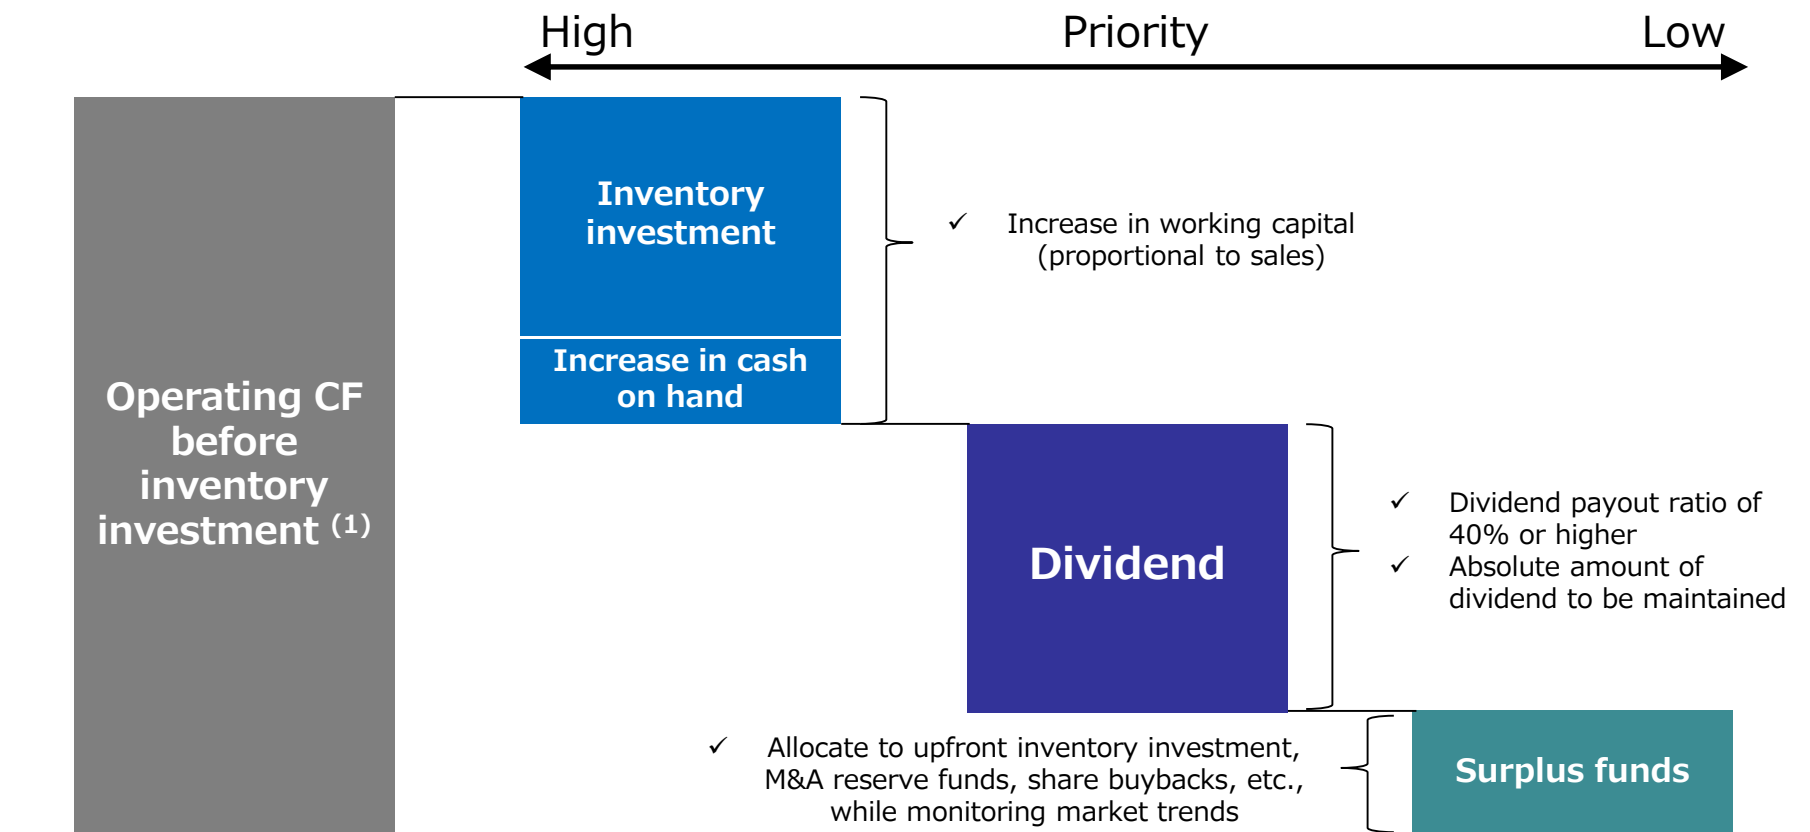 High Priority Low
Inventory
investment
✓ Increase in working capital
(proportional to sales)
Increase in cash
on hand
Operating CF
before
inventory
investment (1)
Dividend
✓ Dividend payout ratio of
40% or higher
✓ Absolute amount of
dividend to be maintained
✓ Allocate to upfront inventory investment,
M&A reserve funds, share buybacks, etc.,
while monitoring market trends
Surplus funds